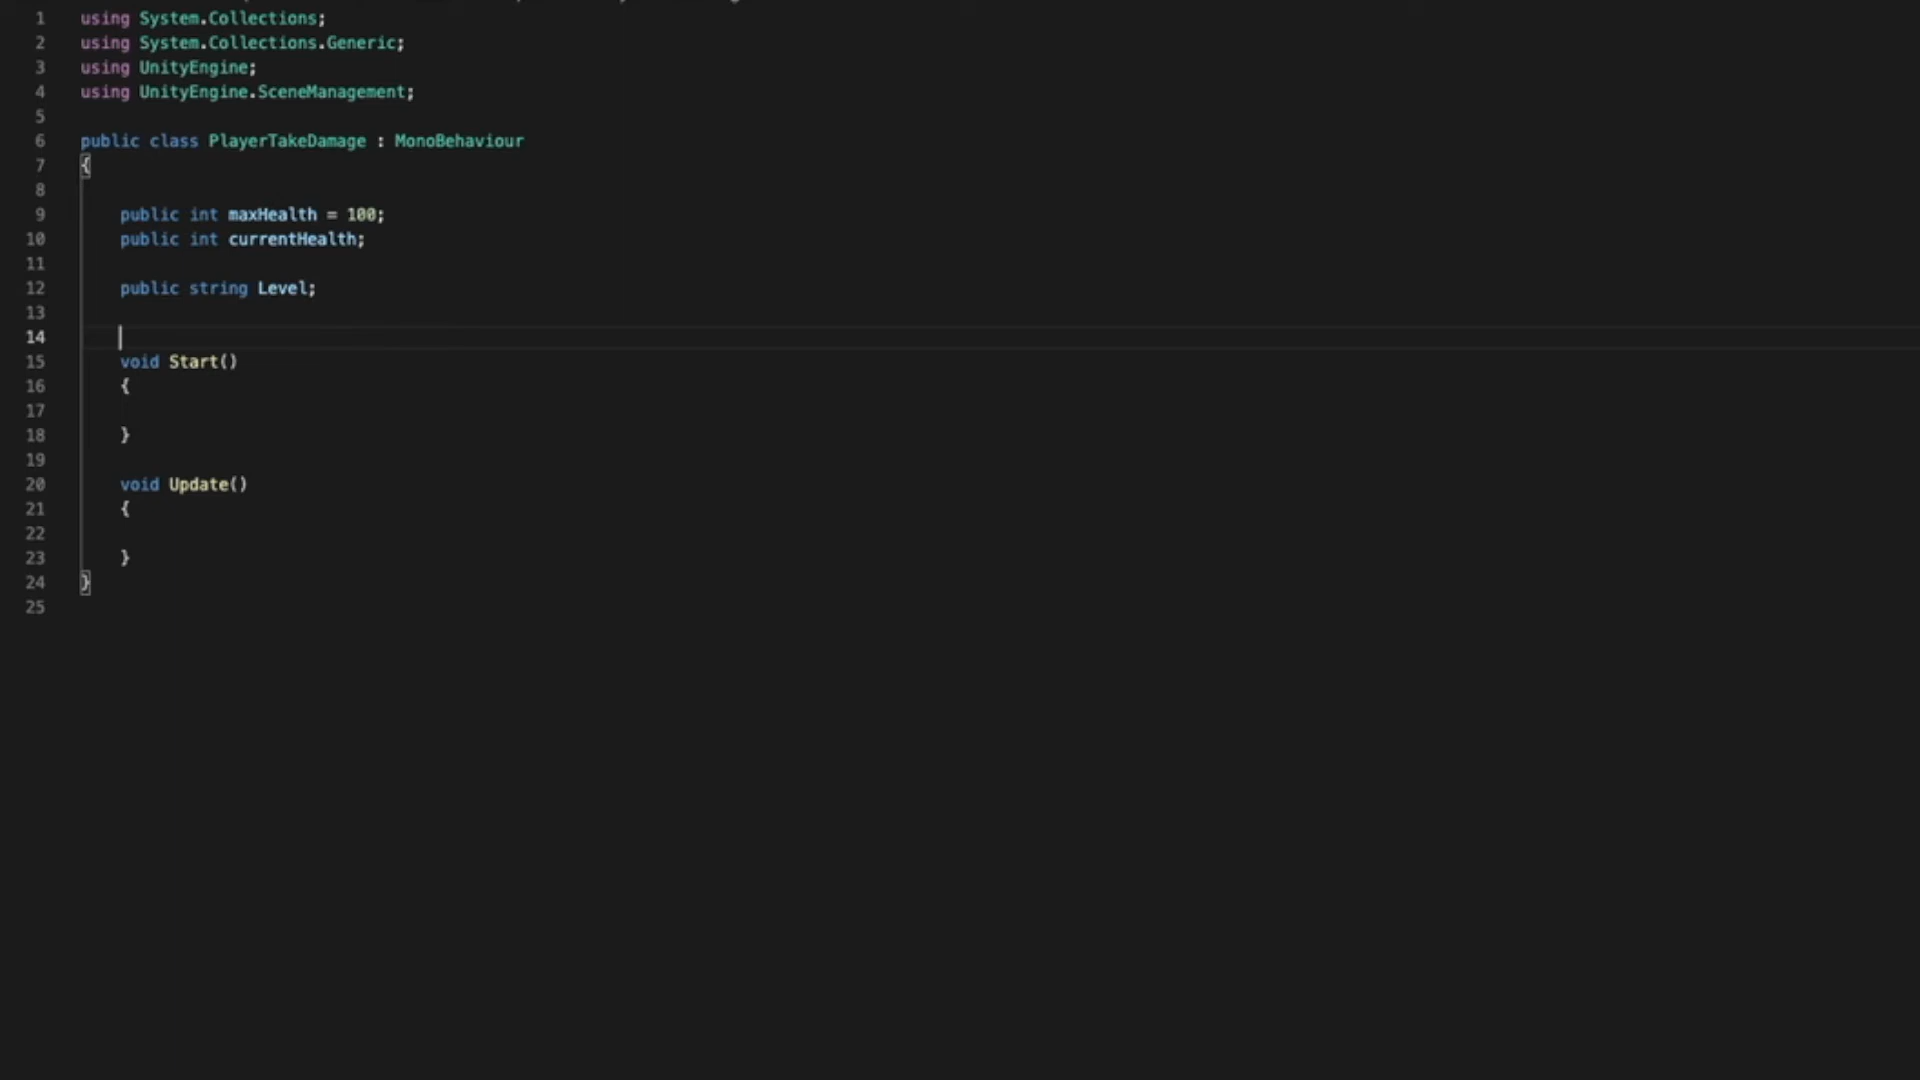 1 using System.Collections;
2 using System.Collections.Generic;
3 using UnityEngine;
4 using UnityEngine.SceneManagement;
5
6 public class PlayerTakeDamage : MonoBehaviour
7 {
8
9 public int maxHealth = 100;
10 public int currentHealth;
11
12 public string Level;
13
14
15 void Start()
16 {
17
18 }
19
20 void Update()
21 {
22
23 }
24 }
25